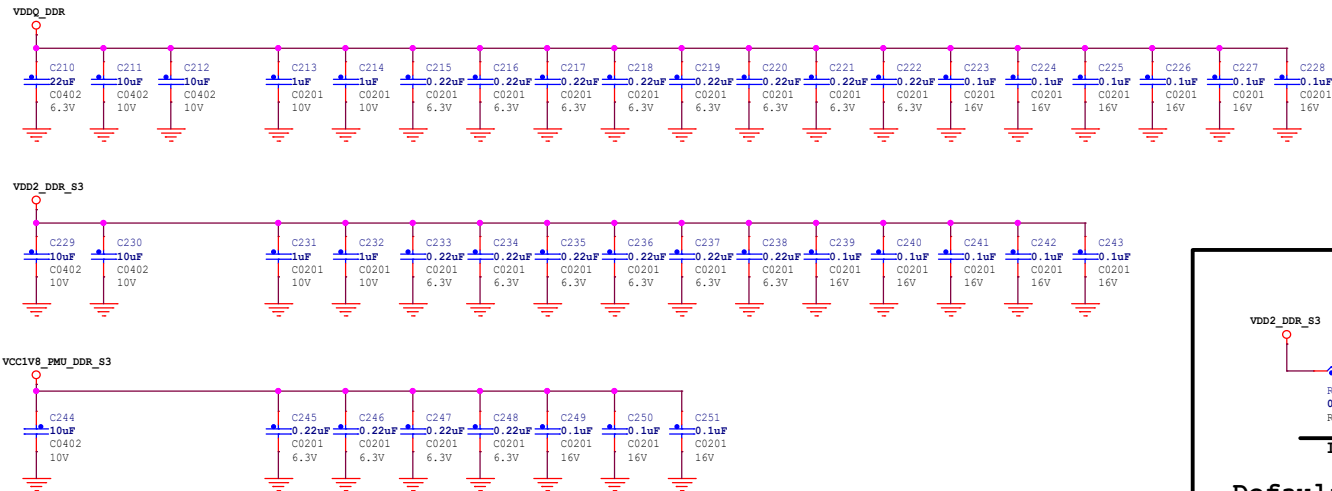 VDDQ_DDR
C210 C211 C212 C213 C214 C215 C216 C217 C218 C219 C220 C221 C222 C223 C224 C225 C226 C227 C228
22uF 10uF 10uF 1uF 1uF 0.22uF 0.22uF 0.22uF 0.22uF 0.22uF 0.22uF 0.22uF 0.22uF 0.1uF 0.1uF 0.1uF 0.1uF 0.1uF 0.1uF
C0402 C0402 C0402 C0201 C0201 C0201 C0201 C0201 C0201 C0201 C0201 C0201 C0201 C0201 C0201 C0201 C0201 C0201 C0201
6.3V 10V 10V 10V 10V 6.3V 6.3V 6.3V 6.3V 6.3V 6.3V 6.3V 6.3V 16V 16V 16V 16V 16V 16V
VDD2_DDR_S3
C229 C230 C231 C232 C233 C234 C235 C236 C237 C238 C239 C240 C241 C242 C243
10uF 10uF 1uF 1uF 0.22uF 0.22uF 0.22uF 0.22uF 0.22uF 0.22uF 0.1uF 0.1uF 0.1uF 0.1uF 0.1uF
C0402 C0402 C0201 C0201 C0201 C0201 C0201 C0201 C0201 C0201 C0201 C0201 C0201 C0201 C0201
10V 10V 10V 10V 6.3V 6.3V 6.3V 6.3V 6.3V 6.3V 16V 16V 16V 16V 16V
VDD2_DDR_S3
VCC1V8_PMU_DDR_S3
C244 C245 C246 C247 C248 C249 C250 C251
10uF 0.22uF 0.22uF 0.22uF 0.22uF 0.1uF 0.1uF 0.1uF
C0402 C0201 C0201 C0201 C0201 C0201 C0201 C0201
10V 6.3V 6.3V 6.3V 6.3V 16V 16V 16V